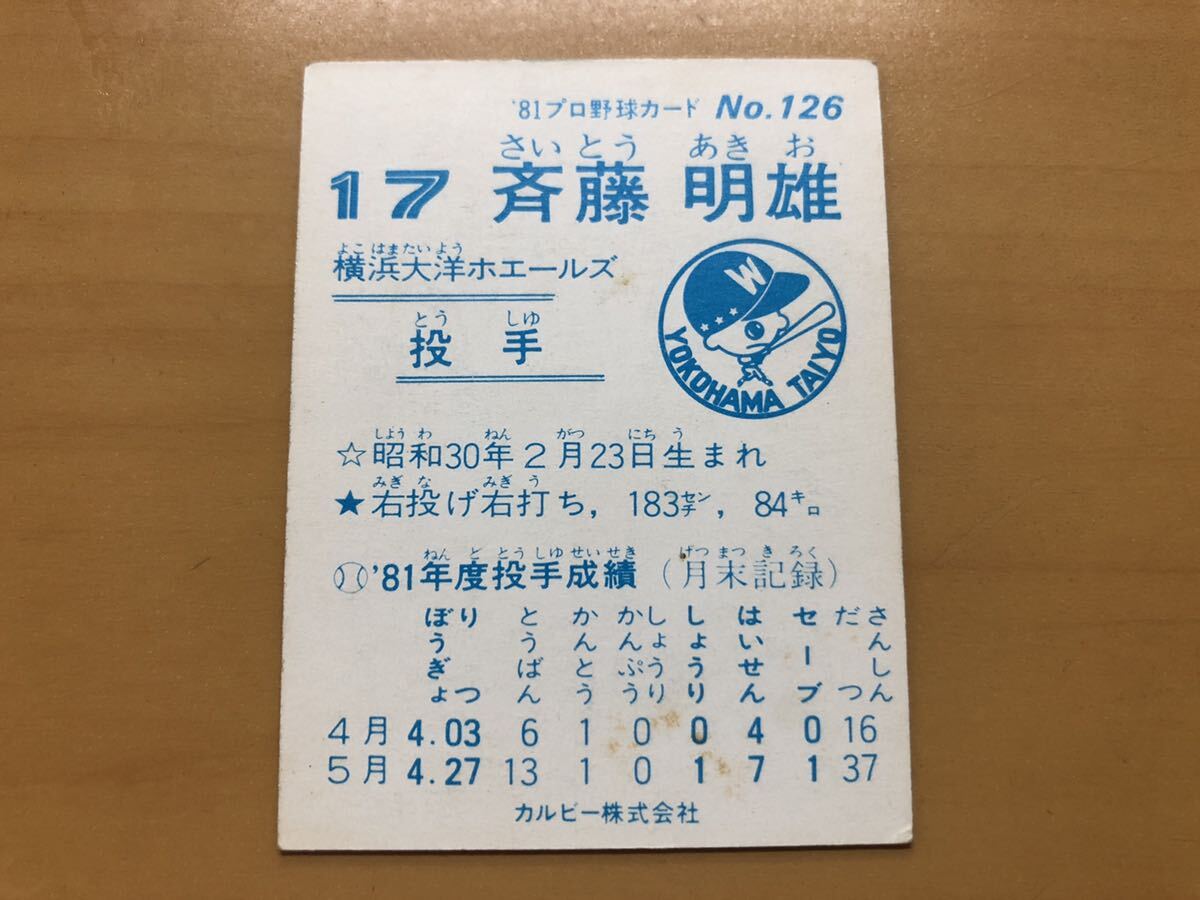 '81プロ野球カード No.126
さいとう あきお
17 斉藤 明雄
よこはまたいよう
横浜大洋ホエールズ
W
YOKOHAMA TAIYO
とう しゆ
投 手
しようわ ねん がつ にち う
☆昭和30年2月23日生まれ
みぎ な みぎ う
★右投げ右打ち, 183センチ, 84キロ
ねん ど とうしゆせいせき げつまつ きろく
'81年度投手成績(月末記録)
ぼうぎょりつ とうばん かんとう かんぷうしょうり しょうり はいせん セーブ だつさんしん
4月 4.03 6 1 0 0 4 0 16
5月 4.27 13 1 0 1 7 1 37
カルビー株式会社